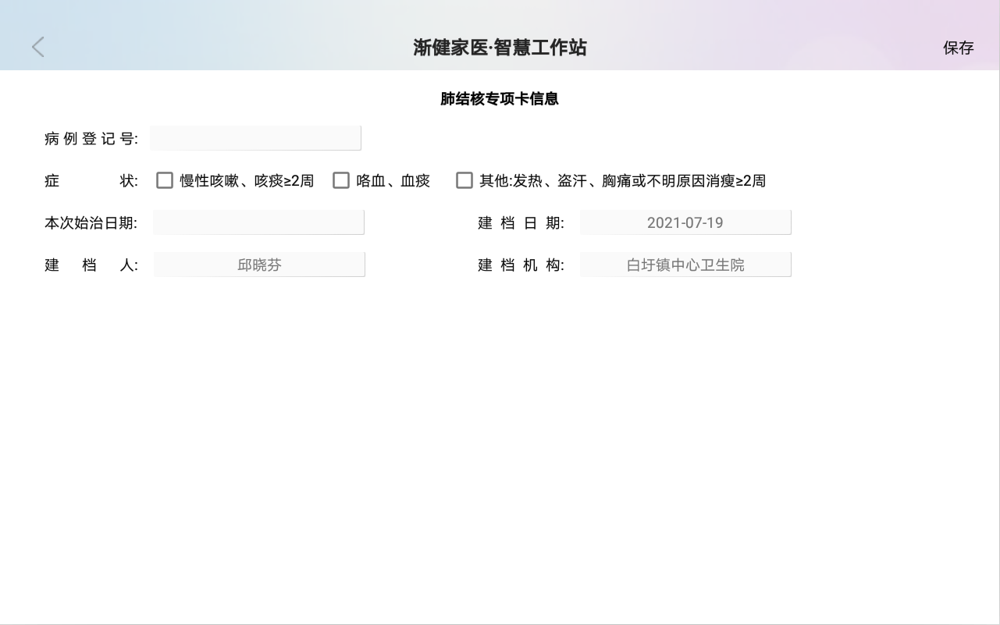 渐健家医·智慧工作站 保存
肺结核专项卡信息
病例登记号:
症状: 慢性咳嗽、咳痰≥2周 咯血、血痰 其他:发热、盗汗、胸痛或不明原因消瘦≥2周
本次始治日期: 建档日期: 2021-07-19
建档人: 邱晓芬 建档机构: 白圩镇中心卫生院